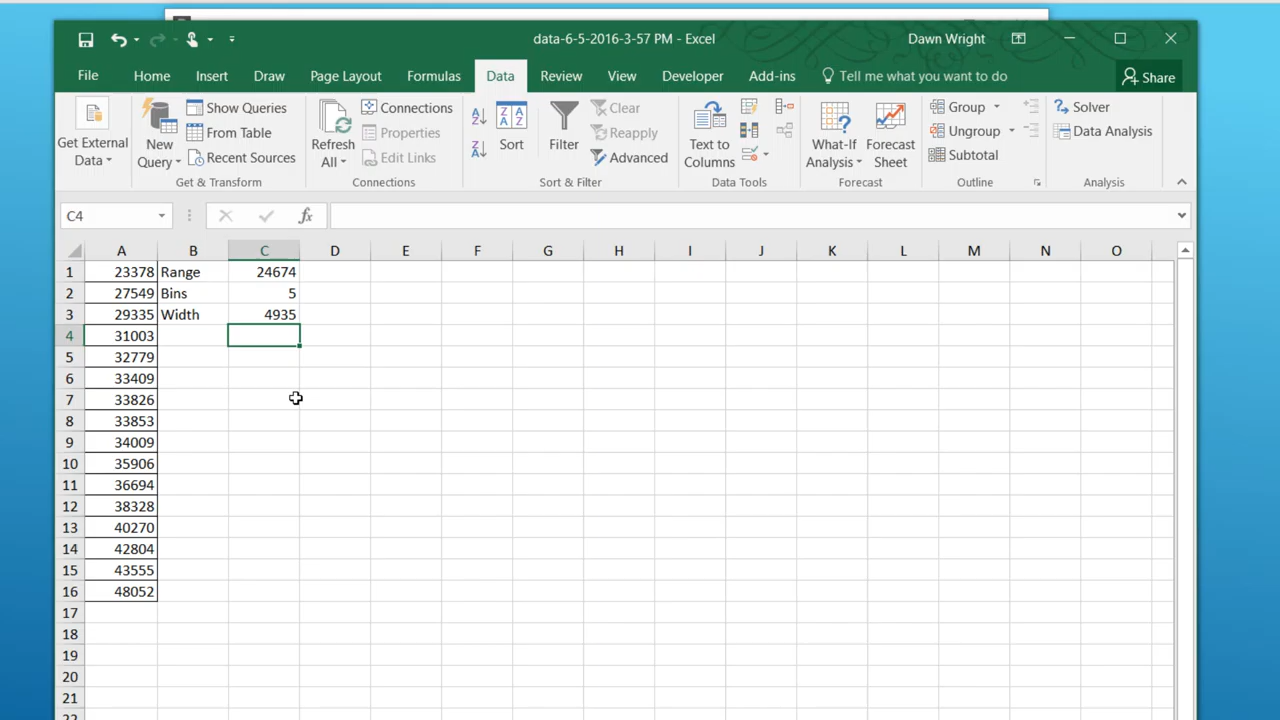 data-6-5-2016-3-57 PM - Excel
Dawn Wright
File Home Insert Draw Page Layout Formulas Data Review View Developer Add-ins Tell me what you want to do Share
Get External Data
New Query
Show Queries
From Table
Recent Sources
Get & Transform
Refresh All
Connections
Properties
Edit Links
Connections
Sort
Filter
Clear
Reapply
Advanced
Sort & Filter
Text to Columns
Data Tools
What-If Analysis
Forecast Sheet
Forecast
Group
Ungroup
Subtotal
Outline
Solver
Data Analysis
Analysis
C4 fx
A B C D E F G H I J K L M N O
1 23378 Range 24674
2 27549 Bins 5
3 29335 Width 4935
4 31003
5 32779
6 33409
7 33826
8 33853
9 34009
10 35906
11 36694
12 38328
13 40270
14 42804
15 43555
16 48052
17
18
19
20
21
22